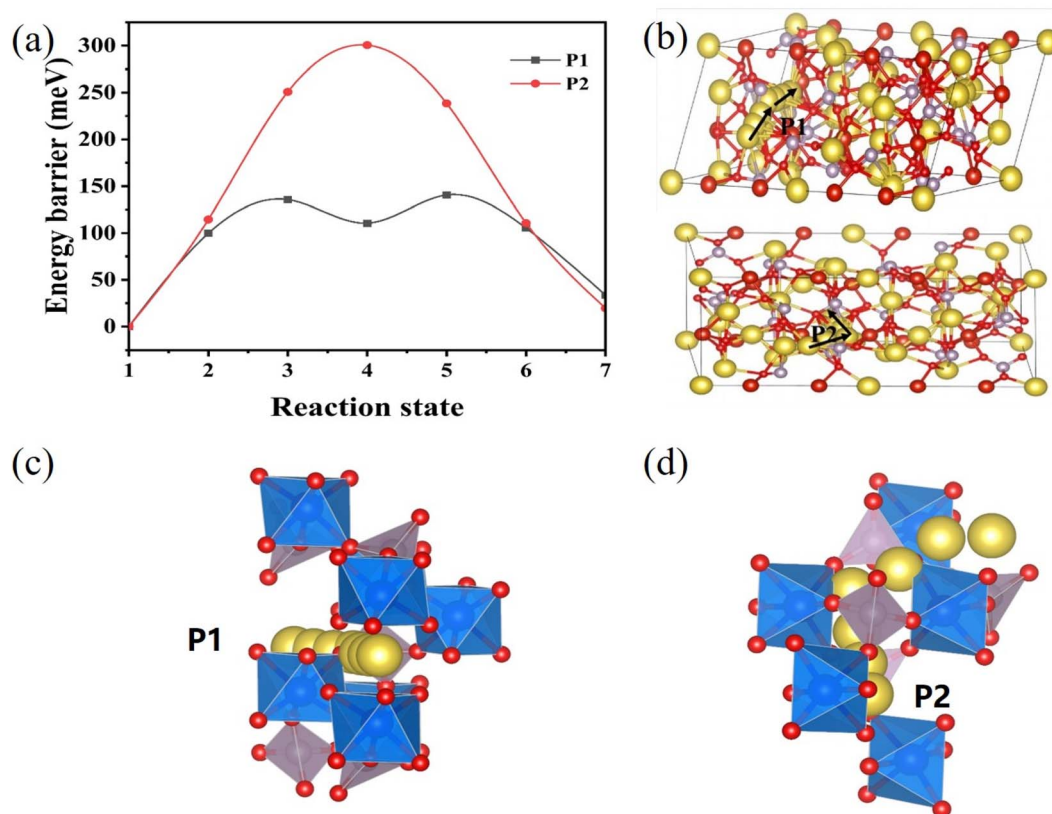 (a)
Energy barrier (meV)
300
250
200
150
100
50
0
1 2 3 4 5 6 7
Reaction state
P1
P2
(b)
P1
P2
(c)
P1
(d)
P2